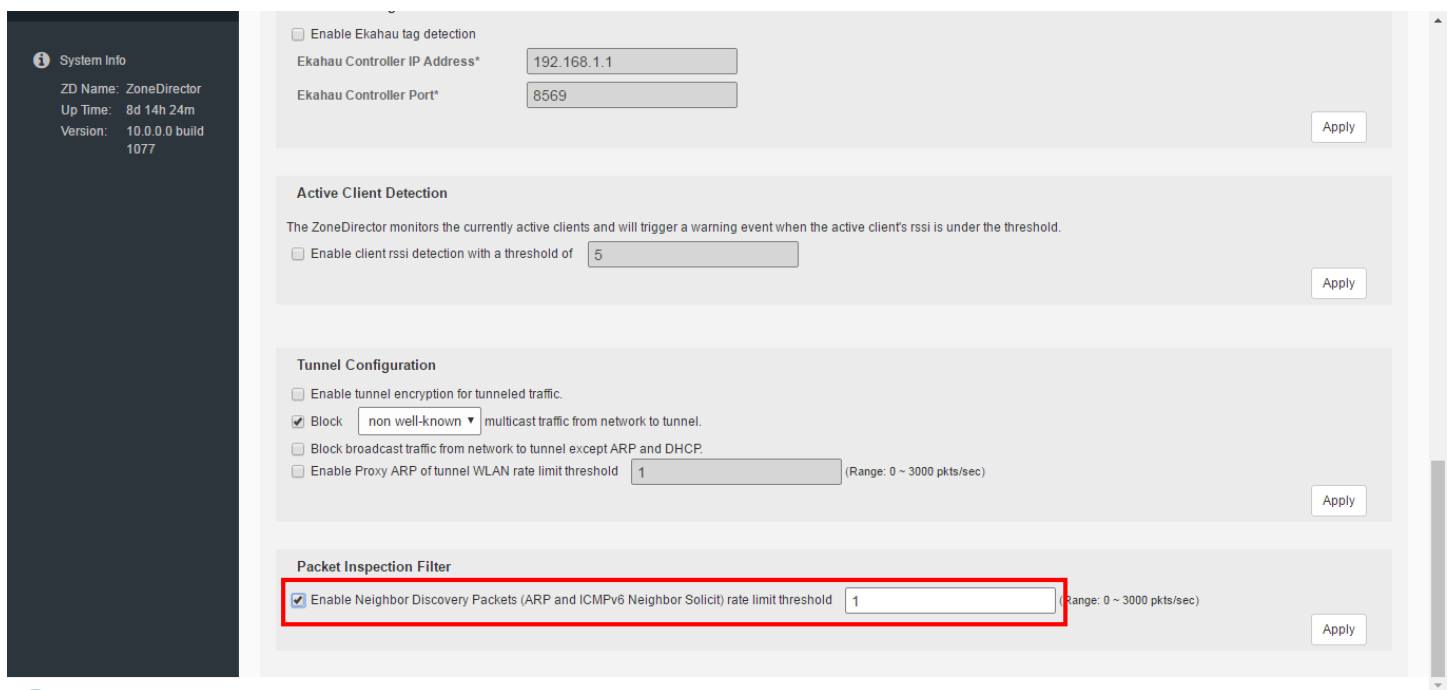 System Info
ZD Name: ZoneDirector
Up Time: 8d 14h 24m
Version: 10.0.0.0 build
1077
Enable Ekahau tag detection
Ekahau Controller IP Address* 192.168.1.1
Ekahau Controller Port* 8569
Apply
Active Client Detection
The ZoneDirector monitors the currently active clients and will trigger a warning event when the active client's rssi is under the threshold.
Enable client rssi detection with a threshold of 5
Apply
Tunnel Configuration
Enable tunnel encryption for tunneled traffic.
Block non well-known multicast traffic from network to tunnel.
Block broadcast traffic from network to tunnel except ARP and DHCP.
Enable Proxy ARP of tunnel WLAN rate limit threshold 1 (Range: 0 ~ 3000 pkts/sec)
Apply
Packet Inspection Filter
Enable Neighbor Discovery Packets (ARP and ICMPv6 Neighbor Solicit) rate limit threshold 1 (Range: 0 ~ 3000 pkts/sec)
Apply